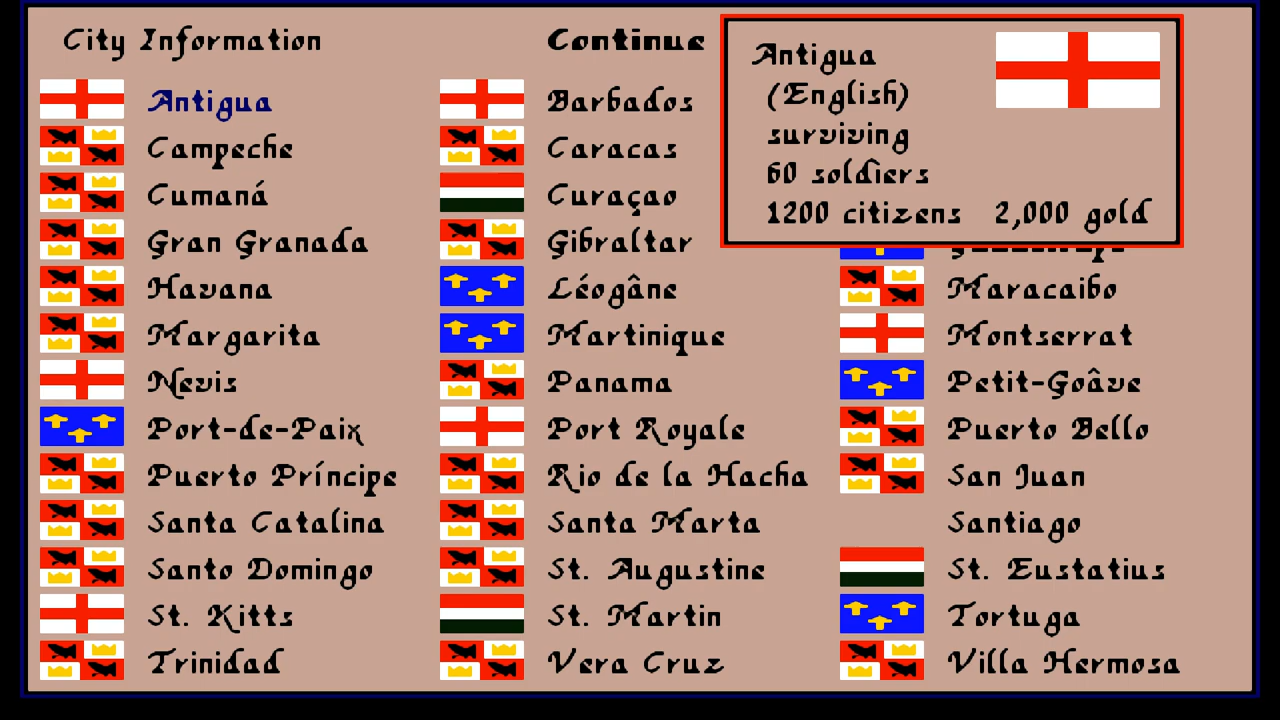 City Information
Continue
Antigua
(English)
surviving
60 soldiers
1200 citizens 2,000 gold
Antigua
Barbados
Campeche
Caracas
Cumaná
Curaçao
Gran Granada
Gibraltar
Havana
Léogâne
Maracaibo
Margarita
Martinique
Montserrat
Nevis
Panama
Petit-Goâve
Port-de-Paix
Port Royale
Puerto Bello
Puerto Príncipe
Rio de la Hacha
San Juan
Santa Catalina
Santa Marta
Santiago
Santo Domingo
St. Augustine
St. Eustatius
St. Kitts
St. Martin
Tortuga
Trinidad
Vera Cruz
Villa Hermosa